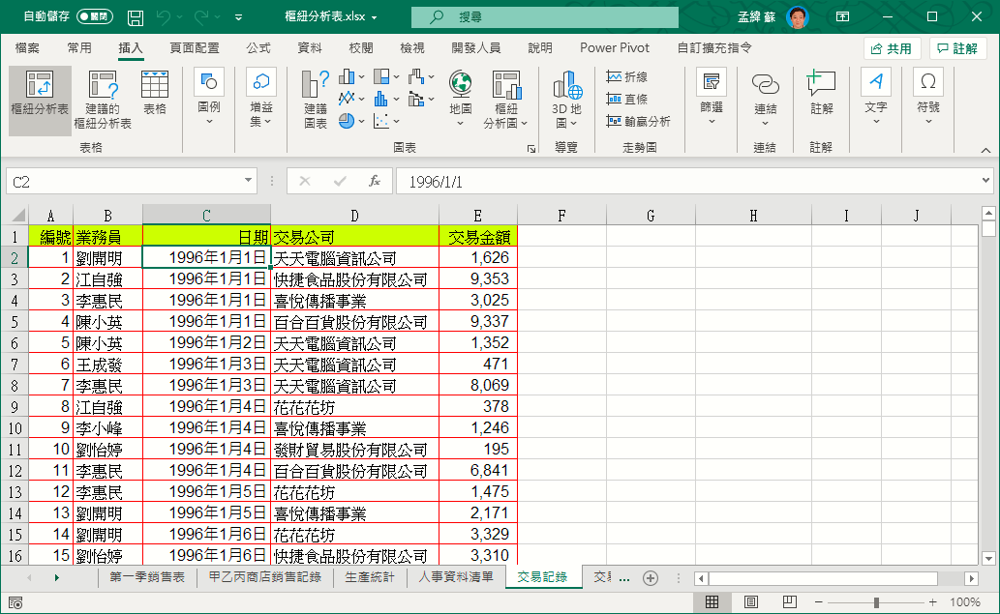 自動儲存 關閉 樞紐分析表.xlsx 搜尋 孟緯 蘇
檔案 常用 插入 頁面配置 公式 資料 校閱 檢視 開發人員 說明 Power Pivot 自訂擴充指令 共用 註解
樞紐分析表 建議的 樞紐分析表 表格 圖例 增益集 建議圖表 地圖 樞紐分析圖 3D 地圖 折線 直條 輸贏分析 篩選 連結 註解 文字 符號
表格 圖表 導覽 走勢圖 連結 註解
C2 fx 1996/1/1
A B C D E F G H I J
1 編號 業務員 日期 交易公司 交易金額
2 1 劉開明 1996年1月1日 天天電腦資訊公司 1,626
3 2 江自強 1996年1月1日 快捷食品股份有限公司 9,353
4 3 李惠民 1996年1月1日 喜悅傳播事業 3,025
5 4 陳小英 1996年1月1日 百合百貨股份有限公司 9,337
6 5 陳小英 1996年1月2日 天天電腦資訊公司 1,352
7 6 王成發 1996年1月3日 天天電腦資訊公司 471
8 7 李惠民 1996年1月3日 天天電腦資訊公司 8,069
9 8 江自強 1996年1月4日 花花花坊 378
10 9 李小峰 1996年1月4日 喜悅傳播事業 1,246
11 10 劉怡婷 1996年1月4日 發財貿易股份有限公司 195
12 11 李惠民 1996年1月4日 百合百貨股份有限公司 6,841
13 12 李惠民 1996年1月5日 花花花坊 1,475
14 13 劉開明 1996年1月5日 喜悅傳播事業 2,171
15 14 劉開明 1996年1月6日 花花花坊 3,329
16 15 劉怡婷 1996年1月6日 快捷食品股份有限公司 3,310
第一季銷售表 甲乙丙商店銷售記錄 生產統計 人事資料清單 交易記錄 交易 ...
100%